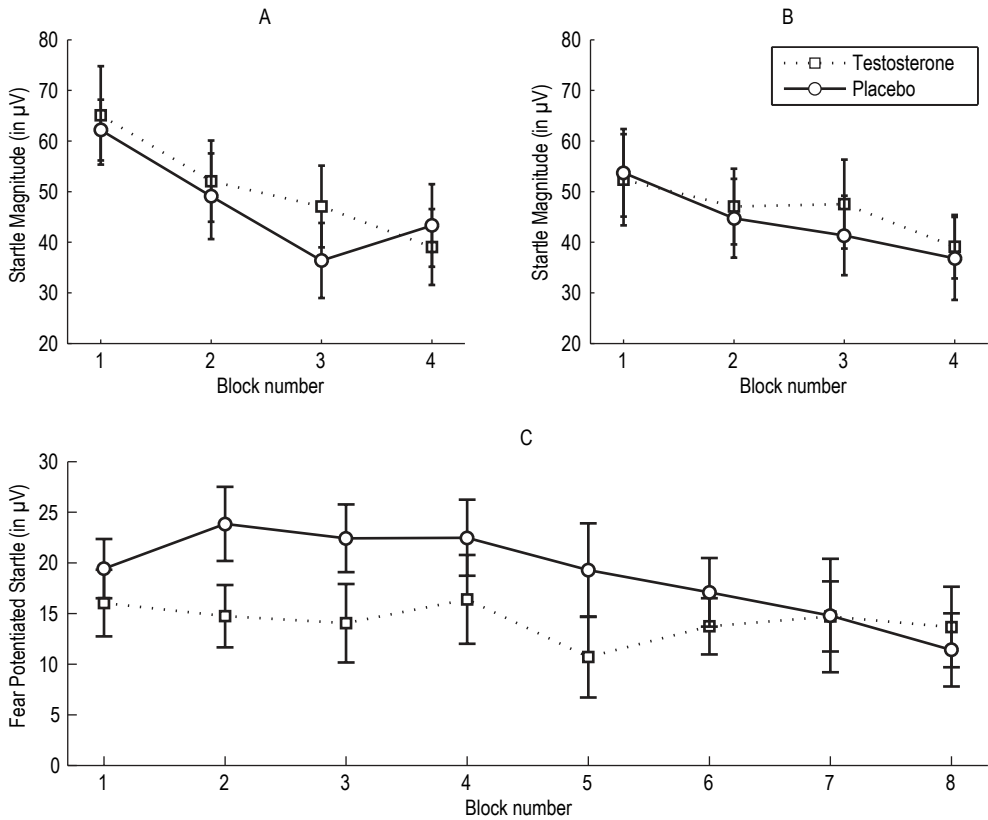 A
Startle Magnitude (in µV)
80
70
60
50
40
30
20
1 2 3 4
Block number
B
Startle Magnitude (in µV)
80
70
60
50
40
30
20
1 2 3 4
Block number
Testosterone
Placebo
C
Fear Potentiated Startle (in µV)
30
25
20
15
10
5
0
1 2 3 4 5 6 7 8
Block number